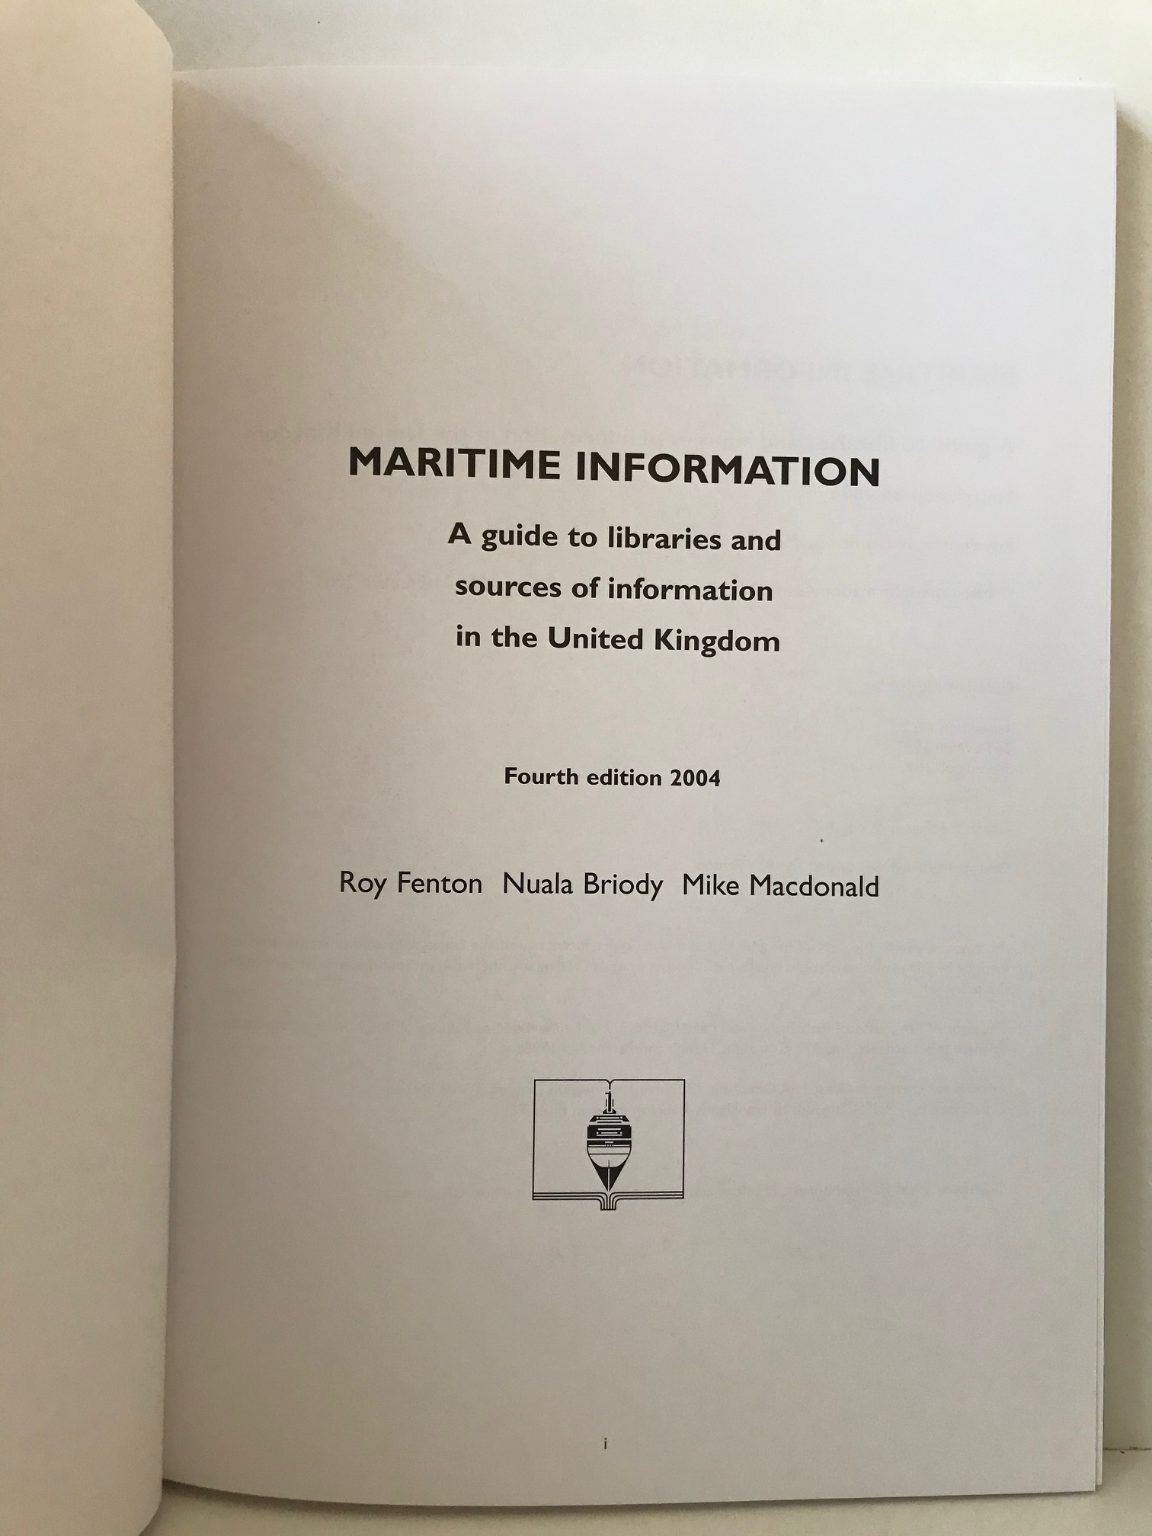 MARITIME INFORMATION
A guide to libraries and
sources of information
in the United Kingdom
Fourth edition 2004
Roy Fenton Nuala Briody Mike Macdonald
i